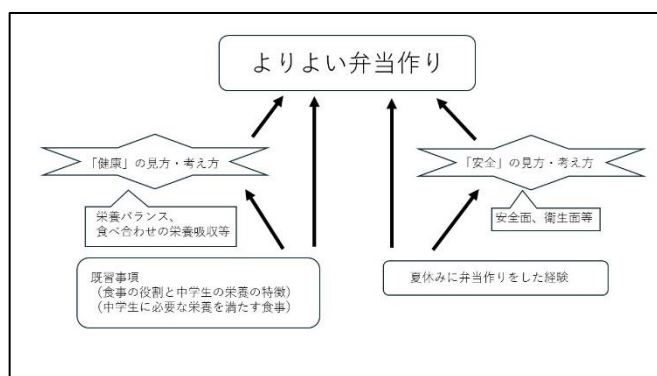 よりよい弁当作り
「健康」の見方・考え方
「安全」の見方・考え方
栄養バランス、
食べ合わせの栄養吸収等
安全面、衛生面等
既習事項
（食事の役割と中学生の栄養の特徴）
（中学生に必要な栄養を満たす食事）
夏休みに弁当作りをした経験